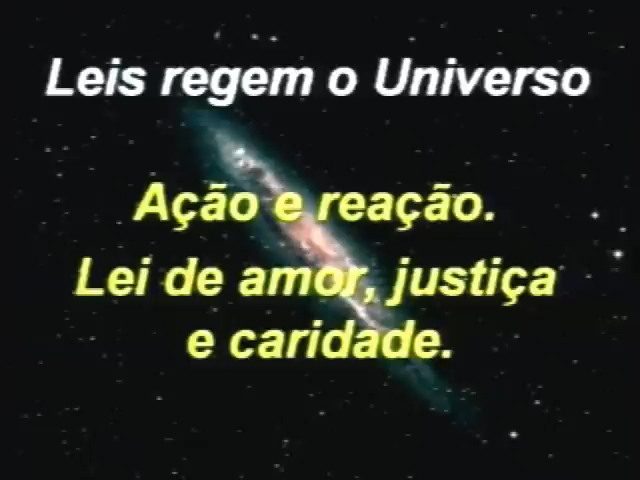 Leis regem o Universo
Ação e reação.
Lei de amor, justiça
e caridade.